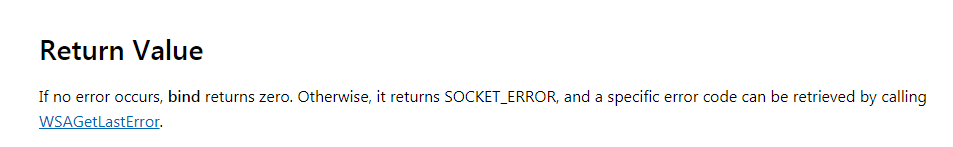 Return Value
If no error occurs, bind returns zero. Otherwise, it returns SOCKET_ERROR, and a specific error code can be retrieved by calling
WSAGetLastError.